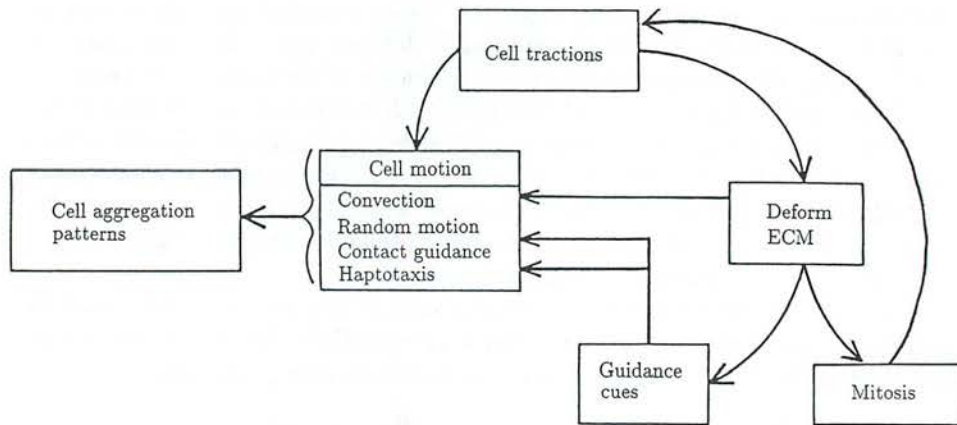 Cell tractions
Cell motion
Convection
Random motion
Contact guidance
Haptotaxis
Cell aggregation
patterns
Deform
ECM
Guidance
cues
Mitosis